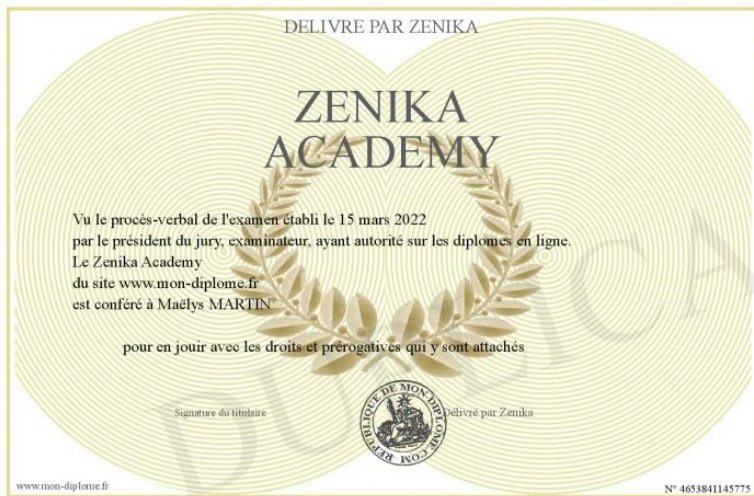 DELIVRE PAR ZENIKA
ZENIKA
ACADEMY
Vu le procès-verbal de l'examen établi le 15 mars 2022
par le président du jury, examinateur, ayant autorité sur les diplomes en ligne.
Le Zenika Academy
du site www.mon-diplome.fr
est conféré à Maëlys MARTIN
pour en jouir avec les droits et prérogatives qui y sont attachés
Signature du titulaire
REPUBLIQUE DE MON-DIPLOME.COM
Délivré par Zenika
DUPLICA
www.mon-diplome.fr
N° 4653841145775